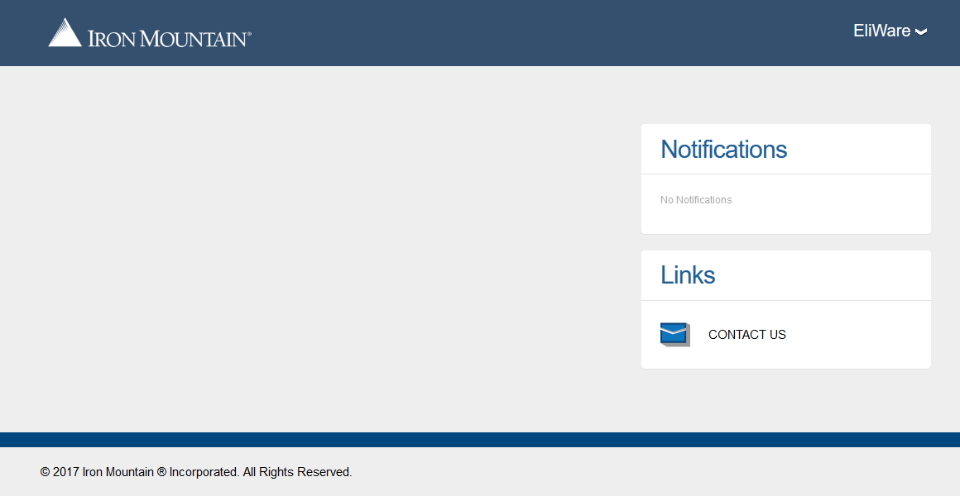 IRON MOUNTAIN®
EliWare
Notifications
No Notifications
Links
CONTACT US
© 2017 Iron Mountain ® Incorporated. All Rights Reserved.